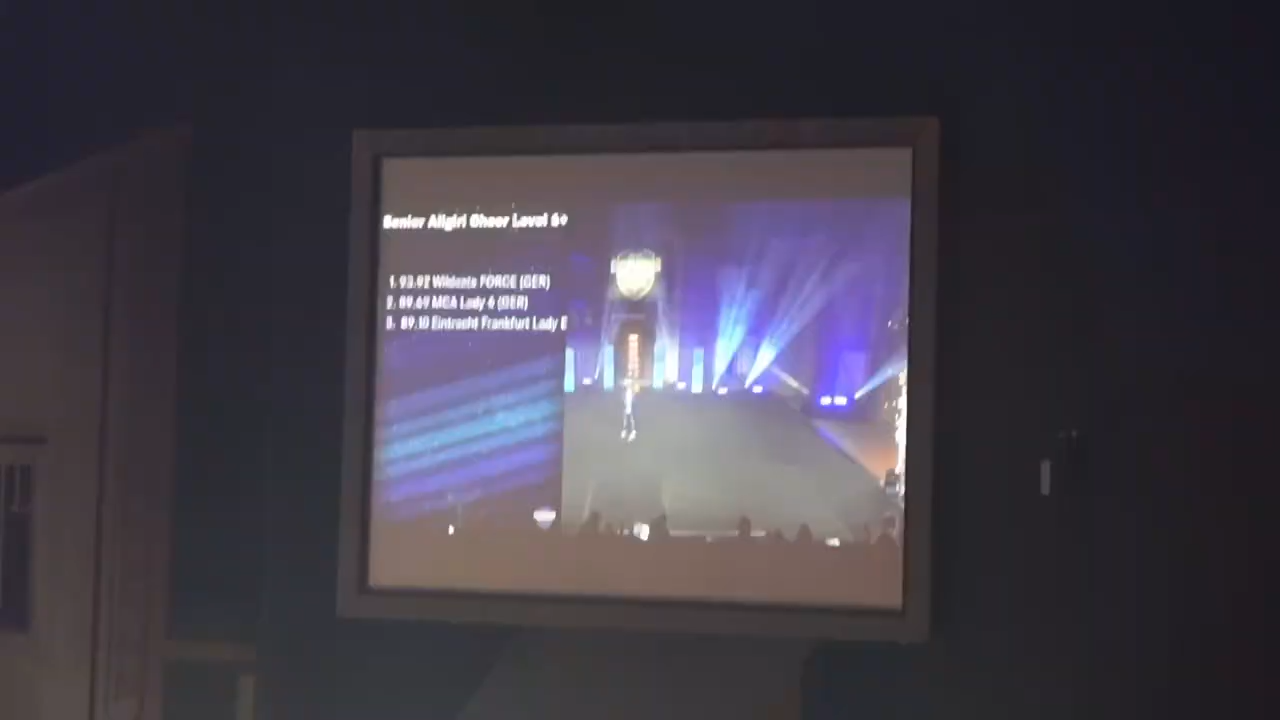 Senior Allgirl Cheer Level 6
1. 93.92 Wildcats FORCE (GER)
2. 89.69 MCA Lady 6 (GER)
3. 89.10 Eintracht Frankfurt Lady E